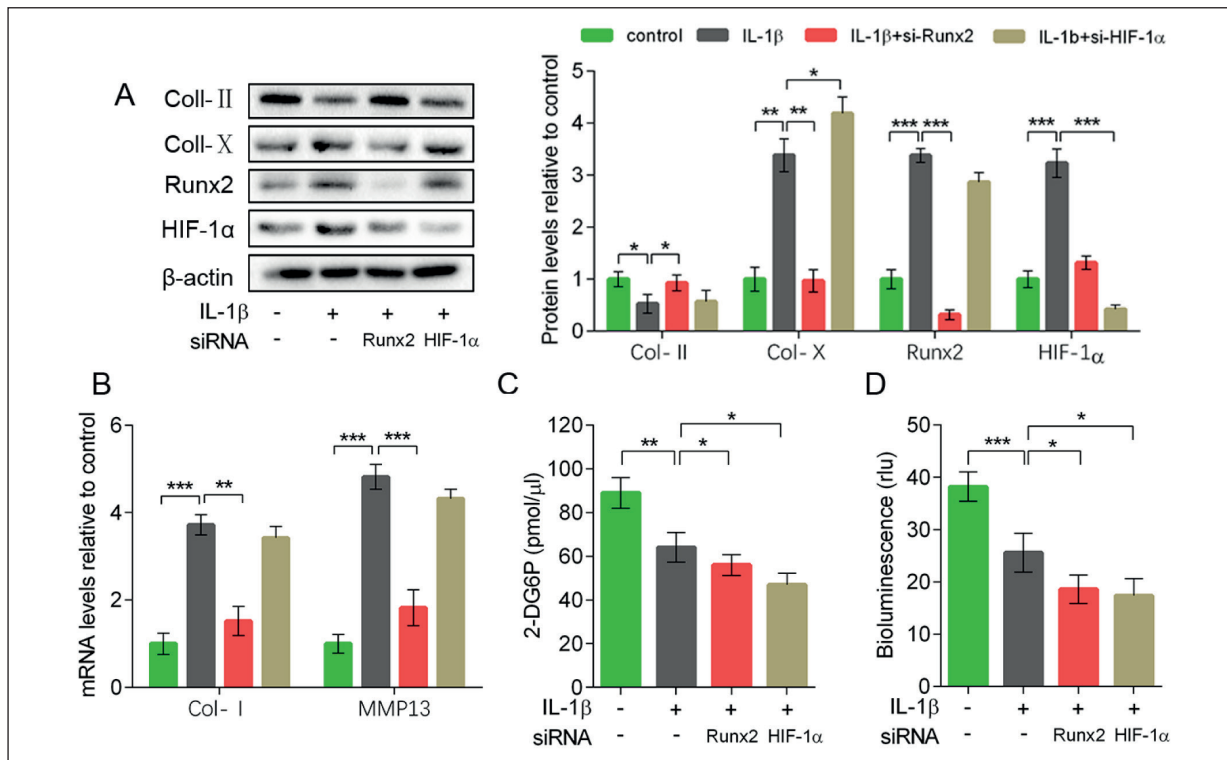 control IL-1β IL-1β+si-Runx2 IL-1b+si-HIF-1α
A
Coll- II
Coll-X
Runx2
HIF-1α
β-actin
IL-1β - + + +
siRNA - - Runx2 HIF-1α
Protein levels relative to control
5
4
3
2
1
0
* * ** ** * *** *** *** ***
Col- II Col- X Runx2 HIF-1α
B
mRNA levels relative to control
6
4
2
0
*** ** *** ***
Col- I MMP13
C
2-DG6P (pmol/μl)
120
100
80
60
40
20
0
** * *
IL-1β - + + +
siRNA - - Runx2 HIF-1α
D
Bioluminescence (rlu)
50
40
30
20
10
0
*** * *
IL-1β - + + +
siRNA - - Runx2 HIF-1α